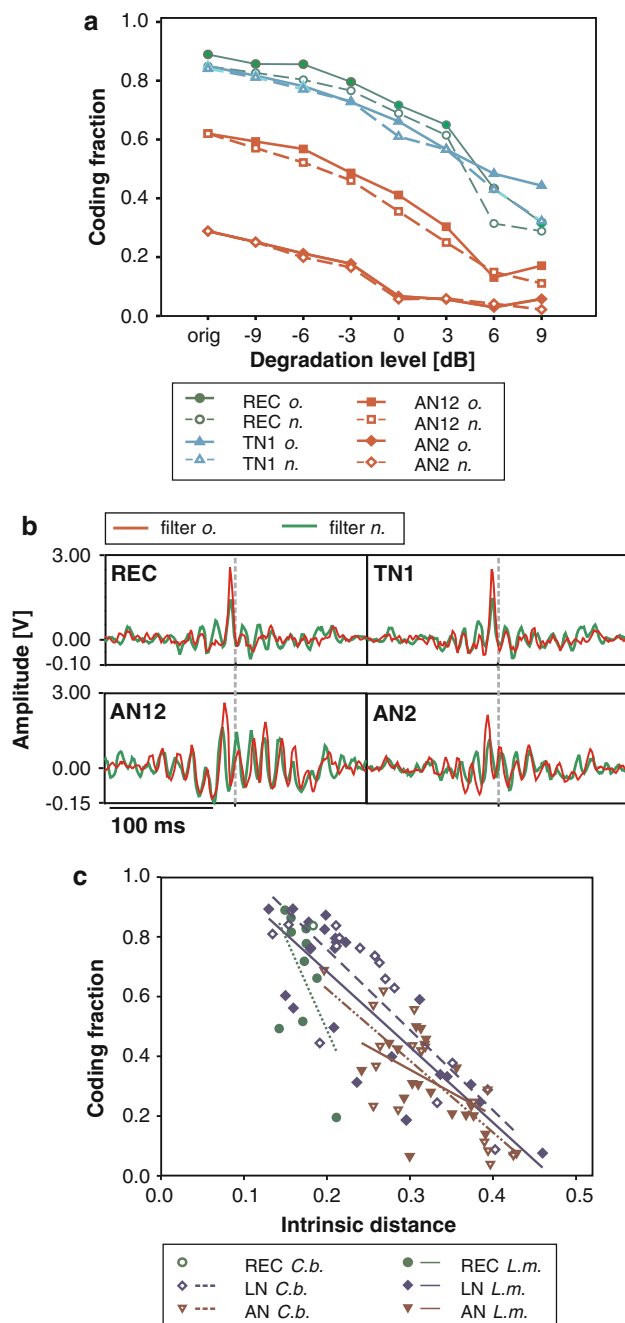 a
Coding fraction
1.0
0.8
0.6
0.4
0.2
0.0
orig -9 -6 -3 0 3 6 9
Degradation level [dB]
REC o. AN12 o.
REC n. AN12 n.
TN1 o. AN2 o.
TN1 n. AN2 n.
b
filter o. filter n.
Amplitude [V]
3.00
0.00
-0.10
REC TN1
3.00
0.00
-0.15
AN12 AN2
100 ms
c
Coding fraction
1.0
0.8
0.6
0.4
0.2
0.0
0.0 0.1 0.2 0.3 0.4 0.5
Intrinsic distance
REC C.b. REC L.m.
LN C.b. LN L.m.
AN C.b. AN L.m.